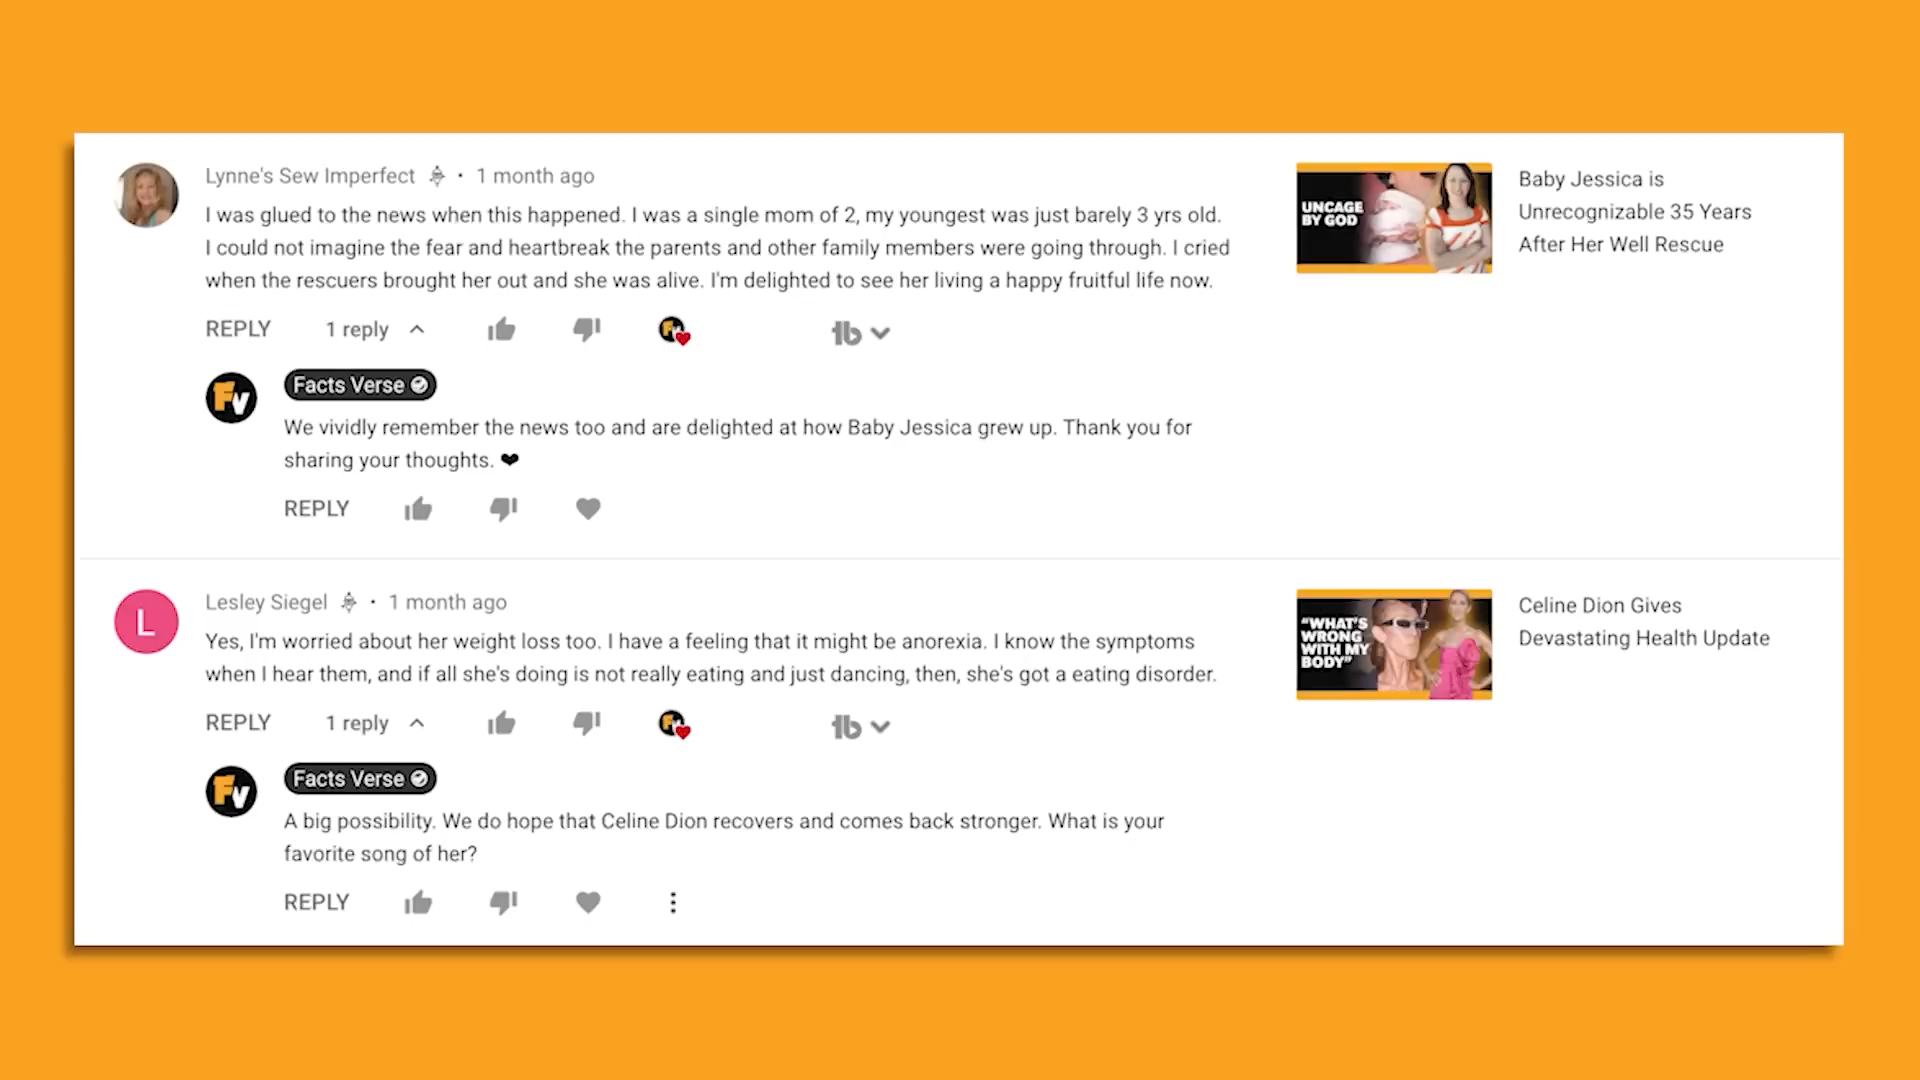 Lynne's Sew Imperfect • 1 month ago
I was glued to the news when this happened. I was a single mom of 2, my youngest was just barely 3 yrs old.
I could not imagine the fear and heartbreak the parents and other family members were going through. I cried
when the rescuers brought her out and she was alive. I'm delighted to see her living a happy fruitful life now.
REPLY 1 reply
tb
UNCAGE
BY GOD
Baby Jessica is
Unrecognizable 35 Years
After Her Well Rescue
Fv
Facts Verse
We vividly remember the news too and are delighted at how Baby Jessica grew up. Thank you for
sharing your thoughts. ❤
REPLY
L
Lesley Siegel • 1 month ago
Yes, I'm worried about her weight loss too. I have a feeling that it might be anorexia. I know the symptoms
when I hear them, and if all she's doing is not really eating and just dancing, then, she's got a eating disorder.
REPLY 1 reply
tb
"WHAT'S
WRONG
WITH MY
BODY"
Celine Dion Gives
Devastating Health Update
Fv
Facts Verse
A big possibility. We do hope that Celine Dion recovers and comes back stronger. What is your
favorite song of her?
REPLY